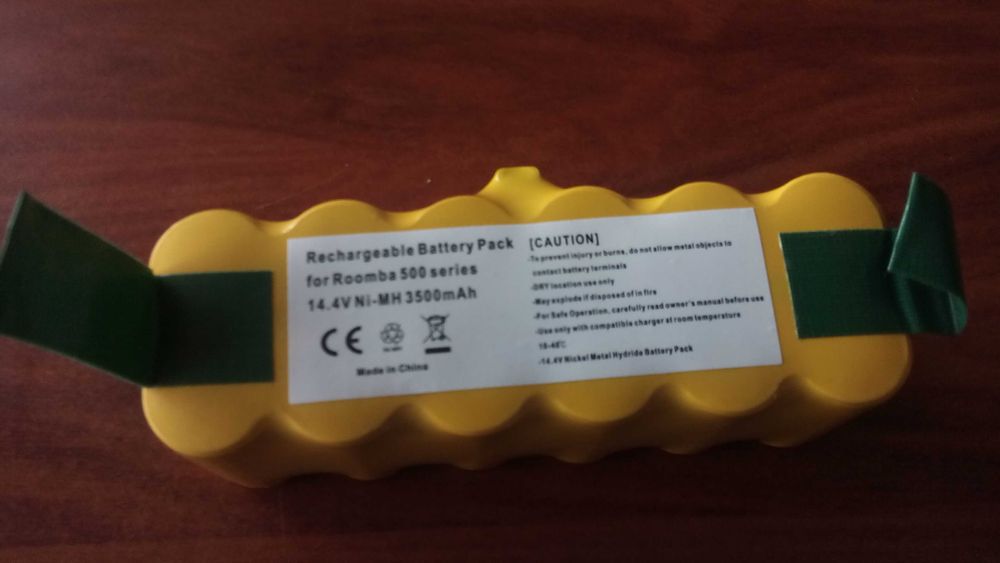 Rechargeable Battery Pack
for Roomba 500 series
14.4V Ni-MH 3500mAh
CE
Made in China
[CAUTION]
-To prevent injury or burns, do not allow metal objects to
contact battery terminals
-DRY location use only
-May explode if disposed of in fire
-For Safe Operation, carefully read owner's manual before use
-Use only with compatible charger at room temperature
-14.4V Nickel Metal Hydride Battery Pack